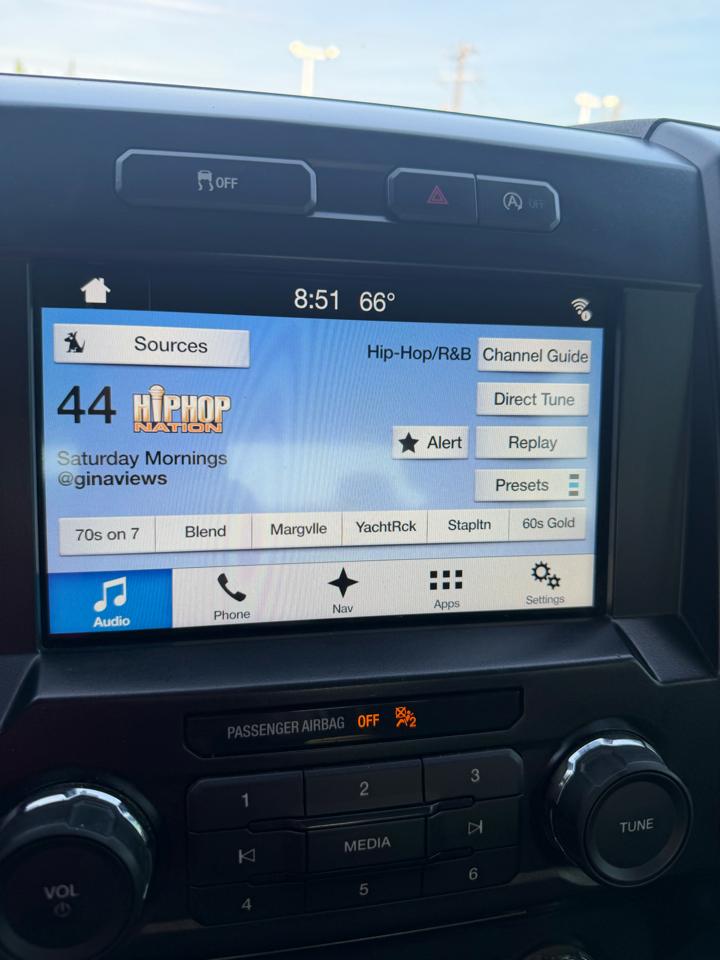 OFF
OFF
8:51 66°
Sources
Hip-Hop/R&B
Channel Guide
44
HIPHOP
NATION
Direct Tune
Alert
Replay
Saturday Mornings
@ginaviews
Presets
70s on 7
Blend
Margvlle
YachtRck
Stapltn
60s Gold
Audio
Phone
Nav
Apps
Settings
PASSENGER AIRBAG OFF 2
1
2
3
MEDIA
4
5
6
VOL
TUNE